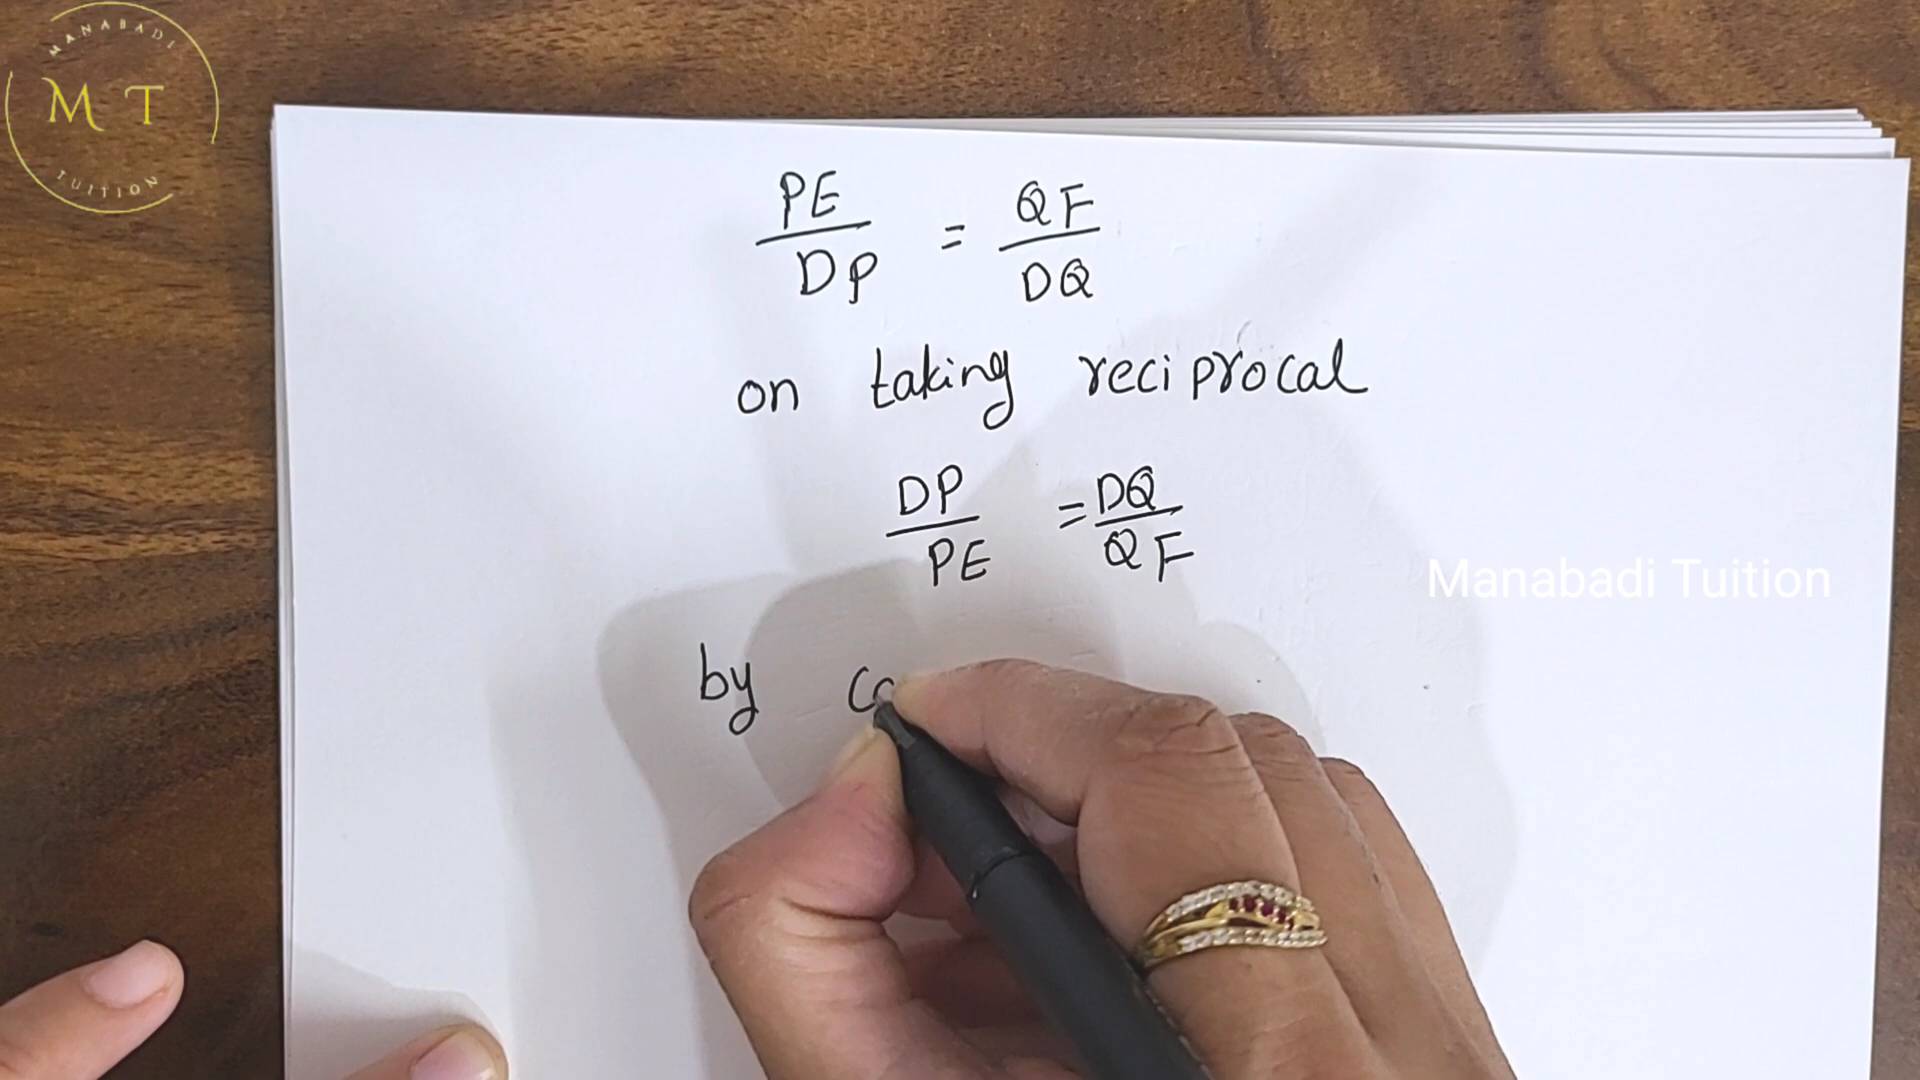 MANABADI
M T
TUITION
PE/DP = QF/DQ
on taking reciprocal
DP/PE = DQ/QF
Manabadi Tuition
by